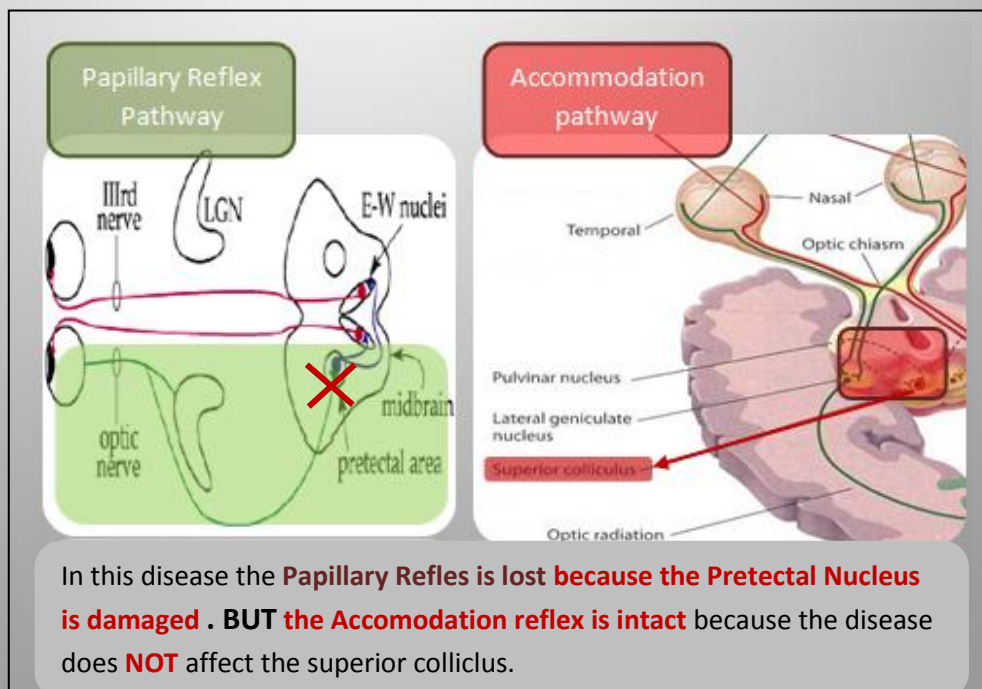 Papillary Reflex
Pathway
IIIrd
nerve
LGN
E-W nuclei
midbrain
optic
nerve
pretectal area
Accommodation
pathway
Temporal
Nasal
Optic chiasm
Pulvinar nucleus
Lateral geniculate
nucleus
Superior colliculus
Optic radiation
In this disease the Papillary Refles is lost because the Pretectal Nucleus
is damaged . BUT the Accomodation reflex is intact because the disease
does NOT affect the superior colliclus.